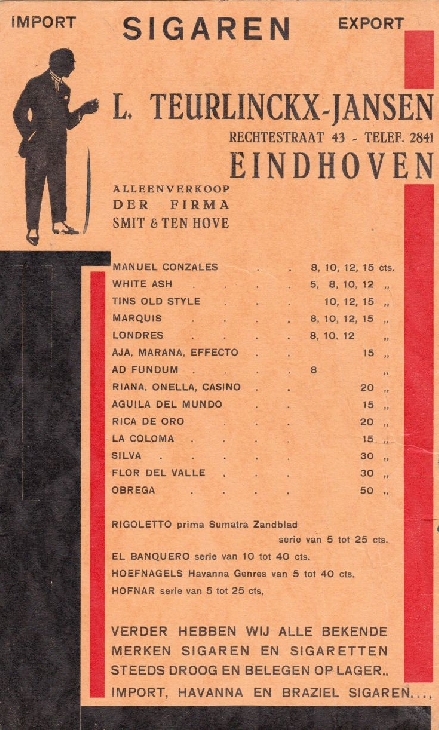 IMPORT SIGAREN EXPORT
L. TEURLINCKX-JANSEN
RECHTESTRAAT 43 - TELEF. 2841
EINDHOVEN
ALLEENVERKOOP
DER FIRMA
SMIT & TEN HOVE
MANUEL CONZALES . . 8, 10, 12, 15 cts.
WHITE ASH . . . 5, 8, 10, 12 „
TINS OLD STYLE . . 10, 12, 15 „
MARQUIS . . . 8, 10, 12, 15 „
LONDRES . . . 8, 10, 12 „
AJA, MARANA, EFFECTO . . 15 „
AD FUNDUM . . . 8 „
RIANA, ONELLA, CASINO . . 20 „
AGUILA DEL MUNDO . . 15 „
RICA DE ORO . . . 20 „
LA COLOMA . . . 15 „
SILVA . . . . 30 „
FLOR DEL VALLE . . . 30 „
OBREGA . . . 50 „
RIGOLETO prima Sumatra Zandblad
serie van 5 tot 25 cts.
EL BANQUERO serie van 10 tot 40 cts.
HOEFNAGELS Havanna Genres van 5 tot 40 cts.
HOFNAR serie van 5 tot 25 cts.
VERDER HEBBEN WIJ ALLE BEKENDE
MERKEN SIGAREN EN SIGARETTEN
STEEDS DROOG EN BELEGEN OP LAGER..
IMPORT, HAVANNA EN BRAZIEL SIGAREN....